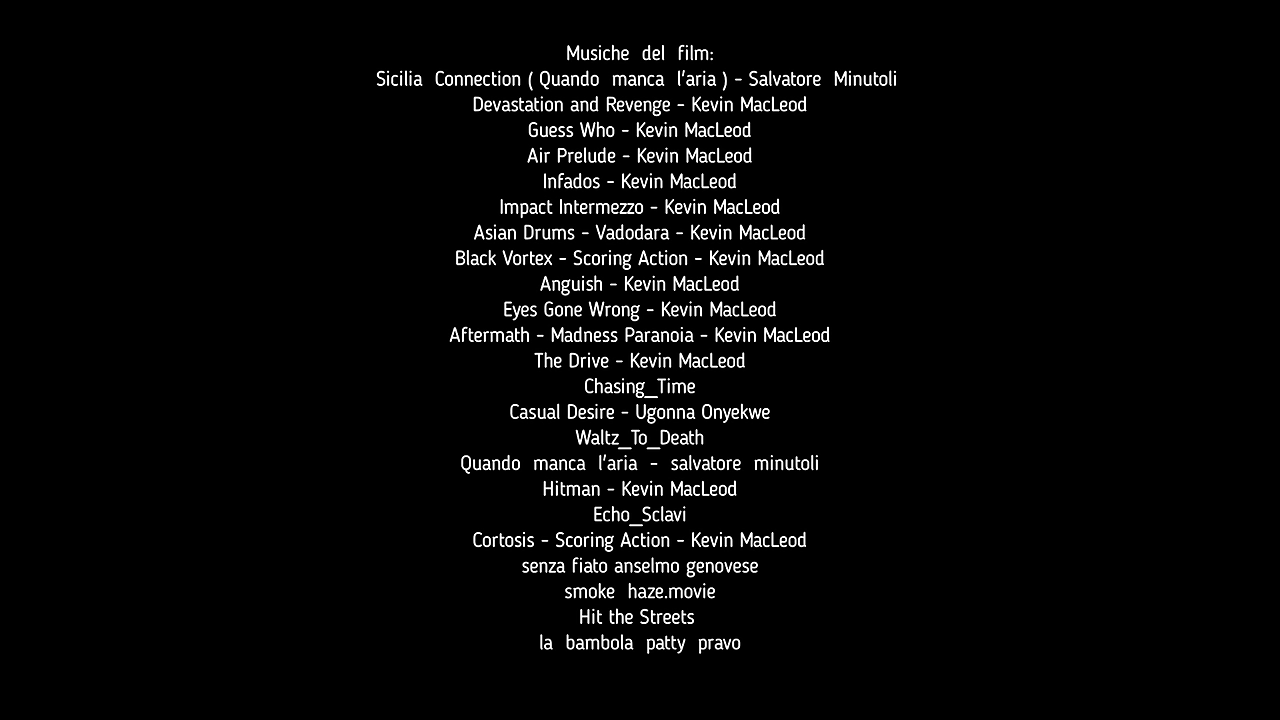 Musiche del film:
Sicilia Connection ( Quando manca l'aria ) - Salvatore Minutoli
Devastation and Revenge - Kevin MacLeod
Guess Who - Kevin MacLeod
Air Prelude - Kevin MacLeod
Infados - Kevin MacLeod
Impact Intermezzo - Kevin MacLeod
Asian Drums - Vadodara - Kevin MacLeod
Black Vortex - Scoring Action - Kevin MacLeod
Anguish - Kevin MacLeod
Eyes Gone Wrong - Kevin MacLeod
Aftermath - Madness Paranoia - Kevin MacLeod
The Drive - Kevin MacLeod
Chasing_Time
Casual Desire - Ugonna Onyekwe
Waltz_To_Death
Quando manca l'aria - salvatore minutoli
Hitman - Kevin MacLeod
Echo_Sclavi
Cortosis - Scoring Action - Kevin MacLeod
senza fiato anselmo genovese
smoke haze.movie
Hit the Streets
la bambola patty pravo